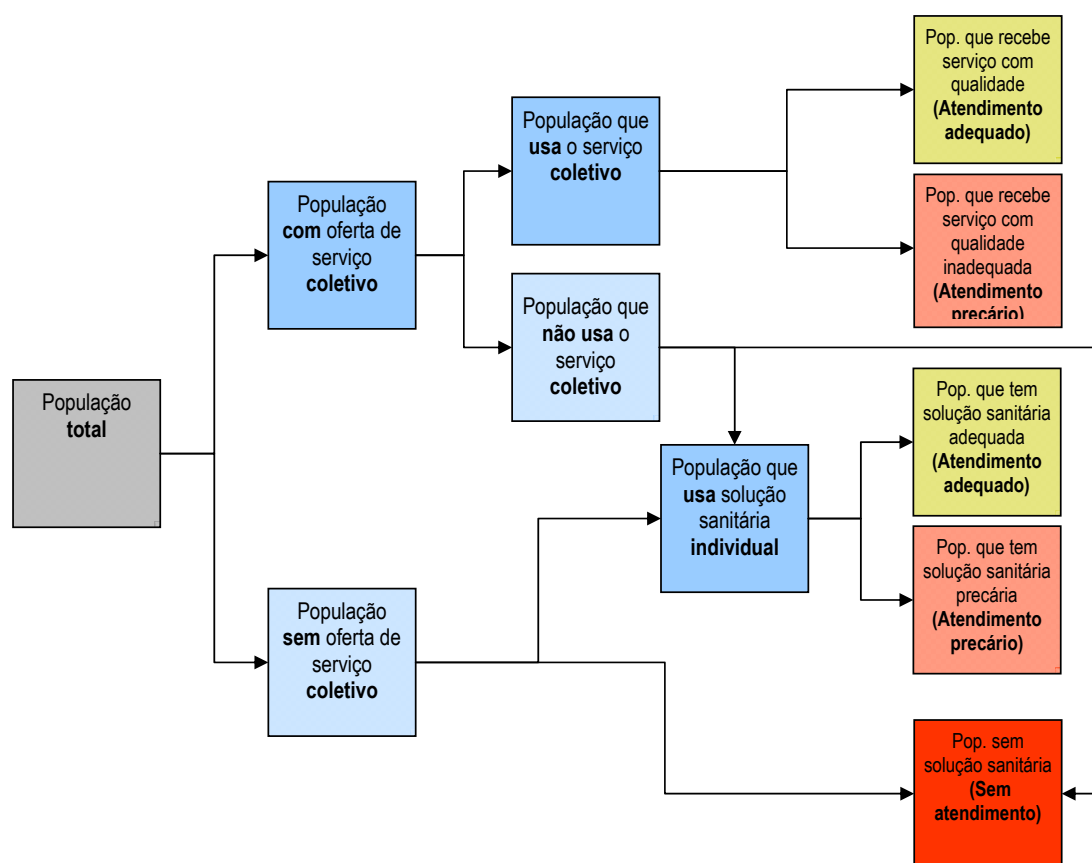 População
total
População
com oferta de
serviço
coletivo
População
sem oferta de
serviço
coletivo
População que
usa o serviço
coletivo
População que
não usa o
serviço
coletivo
População que
usa solução
sanitária
individual
Pop. que recebe
serviço com
qualidade
(Atendimento
adequado)
Pop. que recebe
serviço com
qualidade
inadequada
(Atendimento
precário)
Pop. que tem
solução sanitária
adequada
(Atendimento
adequado)
Pop. que tem
solução sanitária
precária
(Atendimento
precário)
Pop. sem
solução sanitária
(Sem
atendimento)